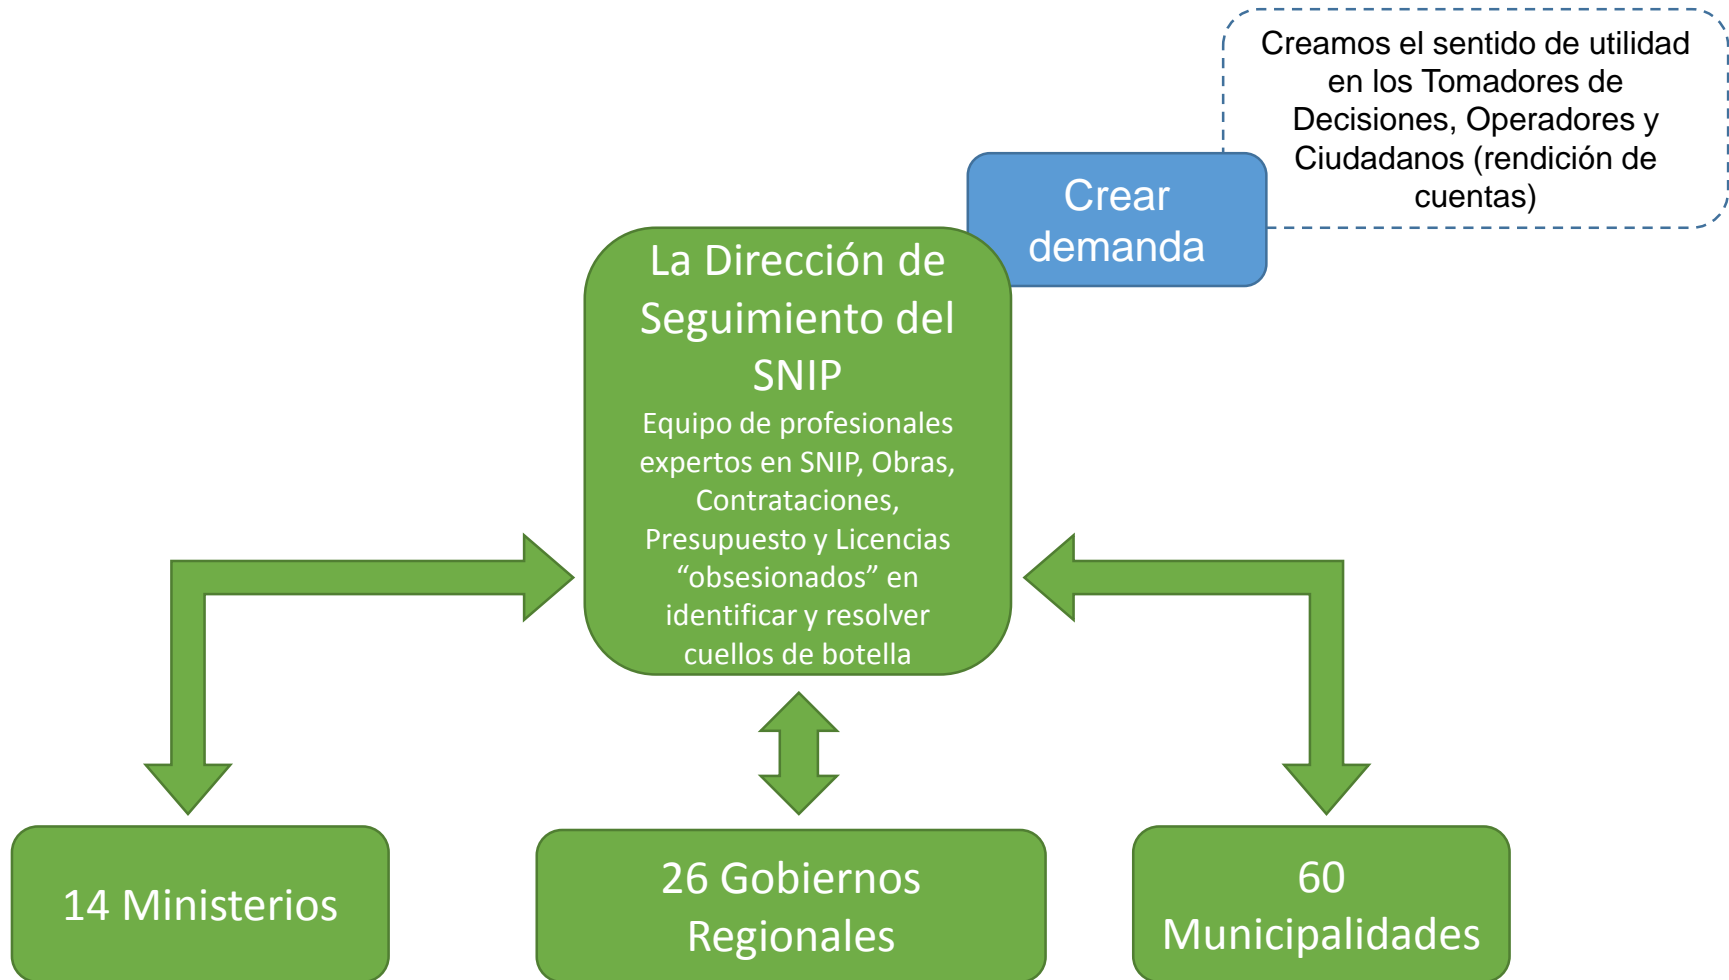 Creamos el sentido de utilidad
en los Tomadores de
Decisiones, Operadores y
Ciudadanos (rendición de
cuentas)
Crear
demanda
La Dirección de
Seguimiento del
SNIP
Equipo de profesionales
expertos en SNIP, Obras,
Contrataciones,
Presupuesto y Licencias
“obsesionados” en
identificar y resolver
cuellos de botella
14 Ministerios
26 Gobiernos
Regionales
60
Municipalidades